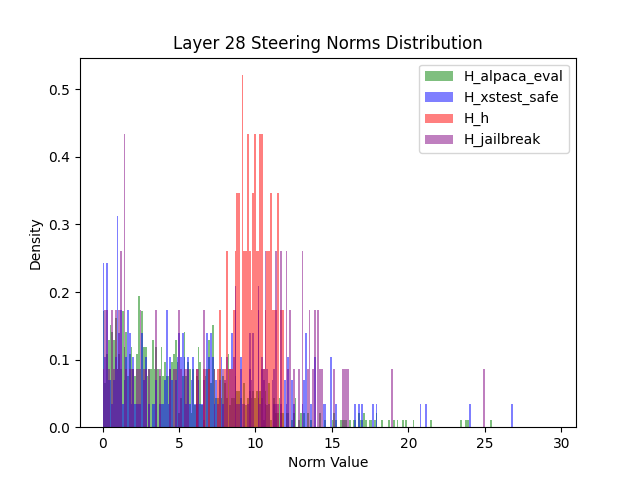 Layer 28 Steering Norms Distribution
H_alpaca_eval
H_xstest_safe
H_h
H_jailbreak
0.5
0.4
0.3
0.2
0.1
0.0
Density
0 5 10 15 20 25 30
Norm Value